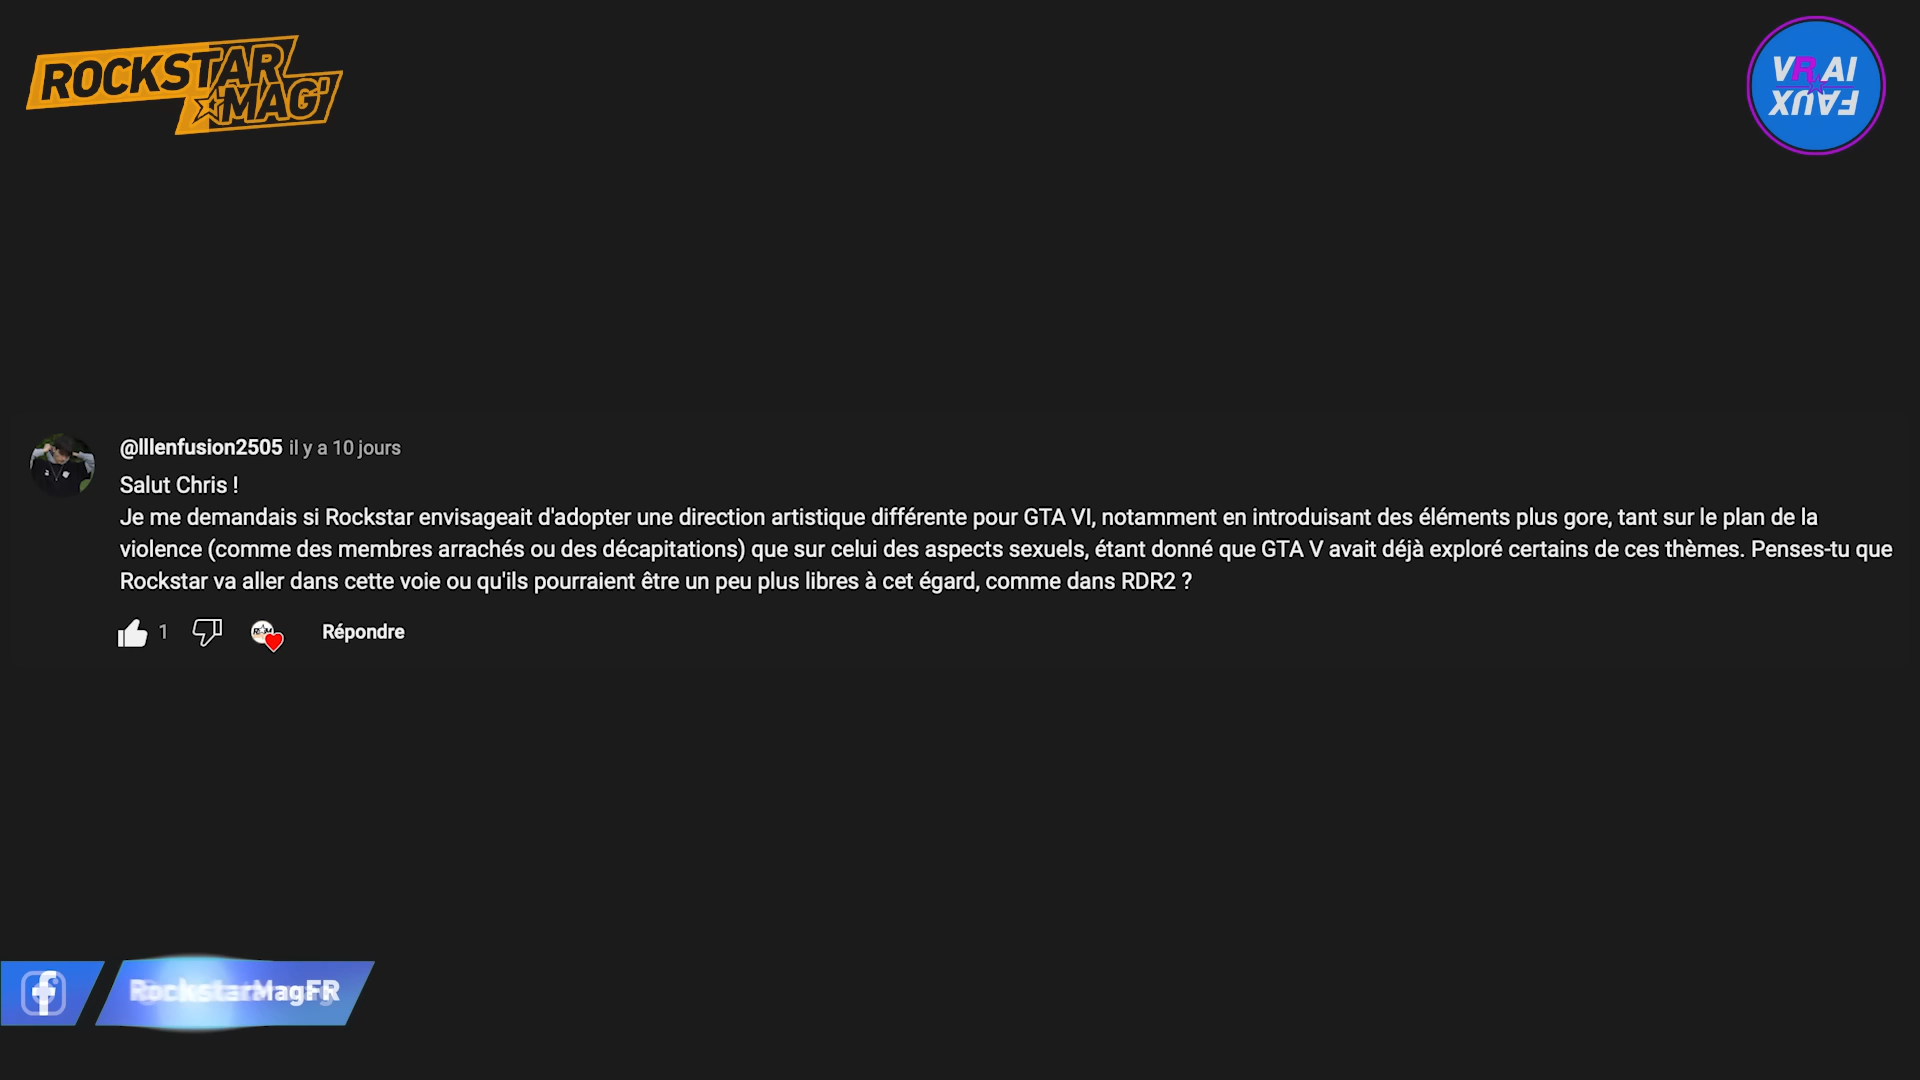 ROCKSTAR
MAG'
VRAI
FAUX
@lllenfusion2505 il y a 10 jours
Salut Chris !
Je me demandais si Rockstar envisageait d'adopter une direction artistique différente pour GTA VI, notamment en introduisant des éléments plus gore, tant sur le plan de la
violence (comme des membres arrachés ou des décapitations) que sur celui des aspects sexuels, étant donné que GTA V avait déjà exploré certains de ces thèmes. Penses-tu que
Rockstar va aller dans cette voie ou qu'ils pourraient être un peu plus libres à cet égard, comme dans RDR2 ?
1 Répondre
RockstarMagFR